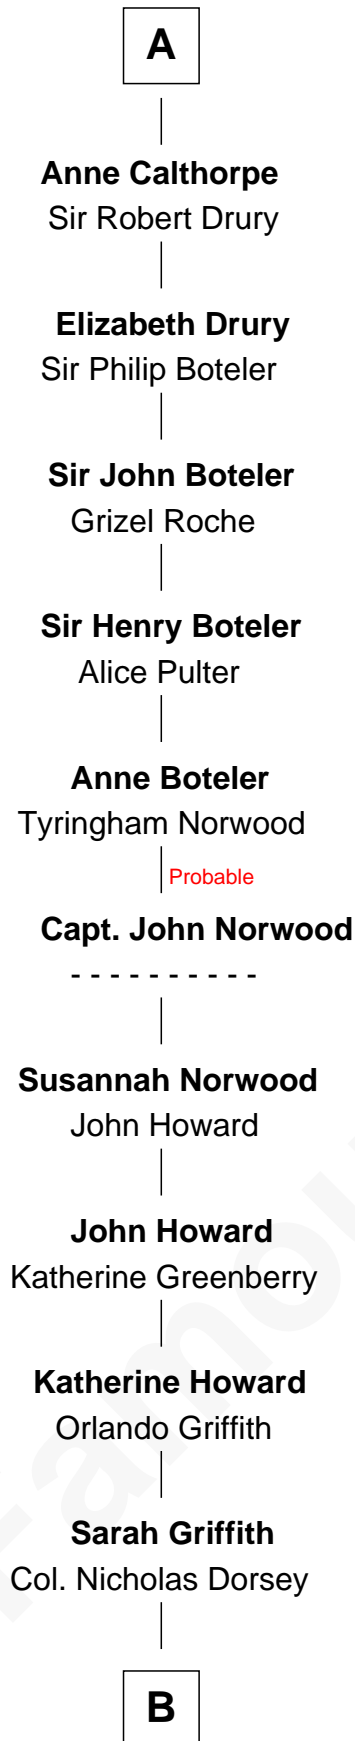 A
Anne Calthorpe
Sir Robert Drury
Elizabeth Drury
Sir Philip Boteler
Sir John Boteler
Grizel Roche
Sir Henry Boteler
Alice Pulter
Anne Boteler
Tyringham Norwood
Probable
Capt. John Norwood
- - - - - - - - - -
Susannah Norwood
John Howard
John Howard
Katherine Greenberry
Katherine Howard
Orlando Griffith
Sarah Griffith
Col. Nicholas Dorsey
B
Famou